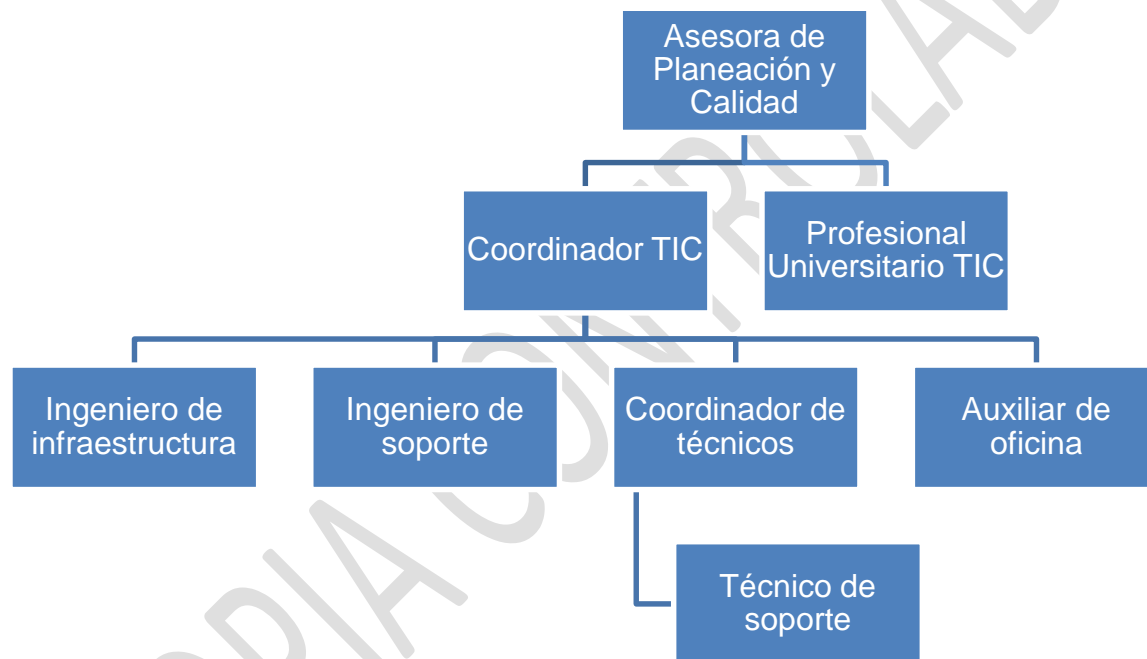 Asesora de
Planeación y
Calidad
Coordinador TIC
Profesional
Universitario TIC
Ingeniero de
infraestructura
Ingeniero de
soporte
Coordinador de
técnicos
Auxiliar de
oficina
Técnico de
soporte